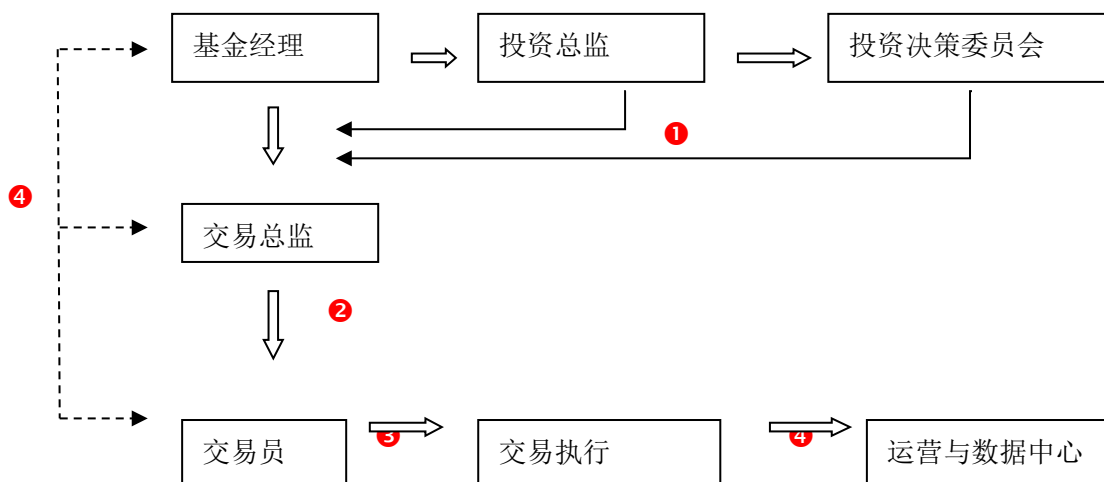 基金经理
投资总监
投资决策委员会
❶
❹
交易总监
❷
交易员
❸
交易执行
❹
运营与数据中心